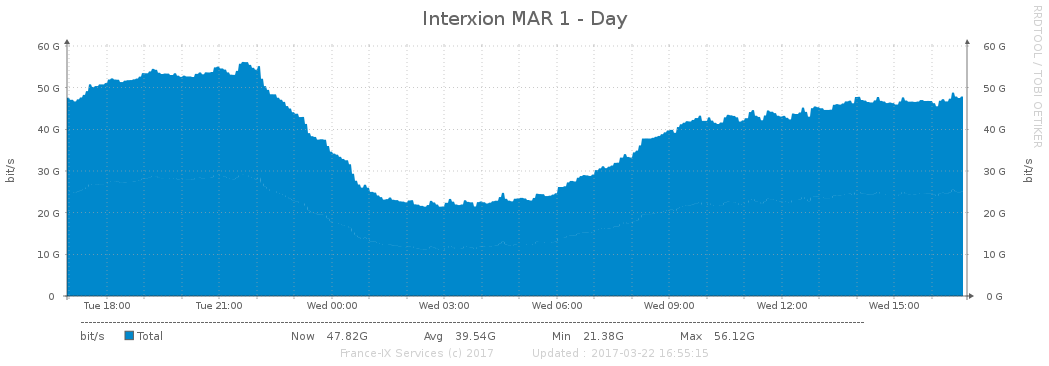 Interxion MAR 1 - Day
RRDTOOL / TOBI OETIKER
60 G 60 G
50 G 50 G
40 G 40 G
30 G 30 G
20 G 20 G
10 G 10 G
0 0 G
bit/s bit/s
Tue 18:00 Tue 21:00 Wed 00:00 Wed 03:00 Wed 06:00 Wed 09:00 Wed 12:00 Wed 15:00
bit/s Total Now 47.82G Avg 39.54G Min 21.38G Max 56.12G
France-IX Services (c) 2017 Updated : 2017-03-22 16:55:15